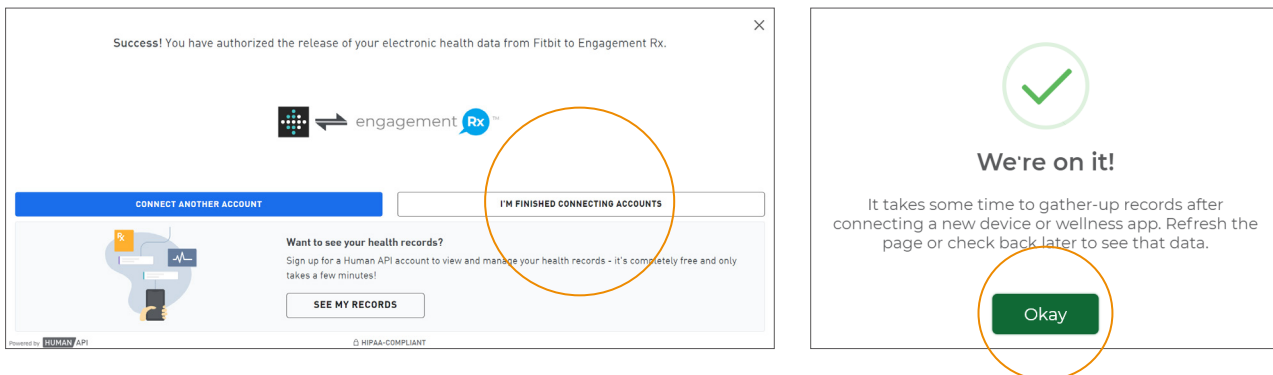 Success! You have authorized the release of your electronic health data from Fitbit to Engagement Rx.
engagement Rx™
CONNECT ANOTHER ACCOUNT
I'M FINISHED CONNECTING ACCOUNTS
Rx
Want to see your health records?
Sign up for a Human API account to view and manage your health records - it's completely free and only
takes a few minutes!
SEE MY RECORDS
Powered by HUMAN API
HIPAA-COMPLIANT
We're on it!
It takes some time to gather-up records after
connecting a new device or wellness app. Refresh the
page or check back later to see that data.
Okay